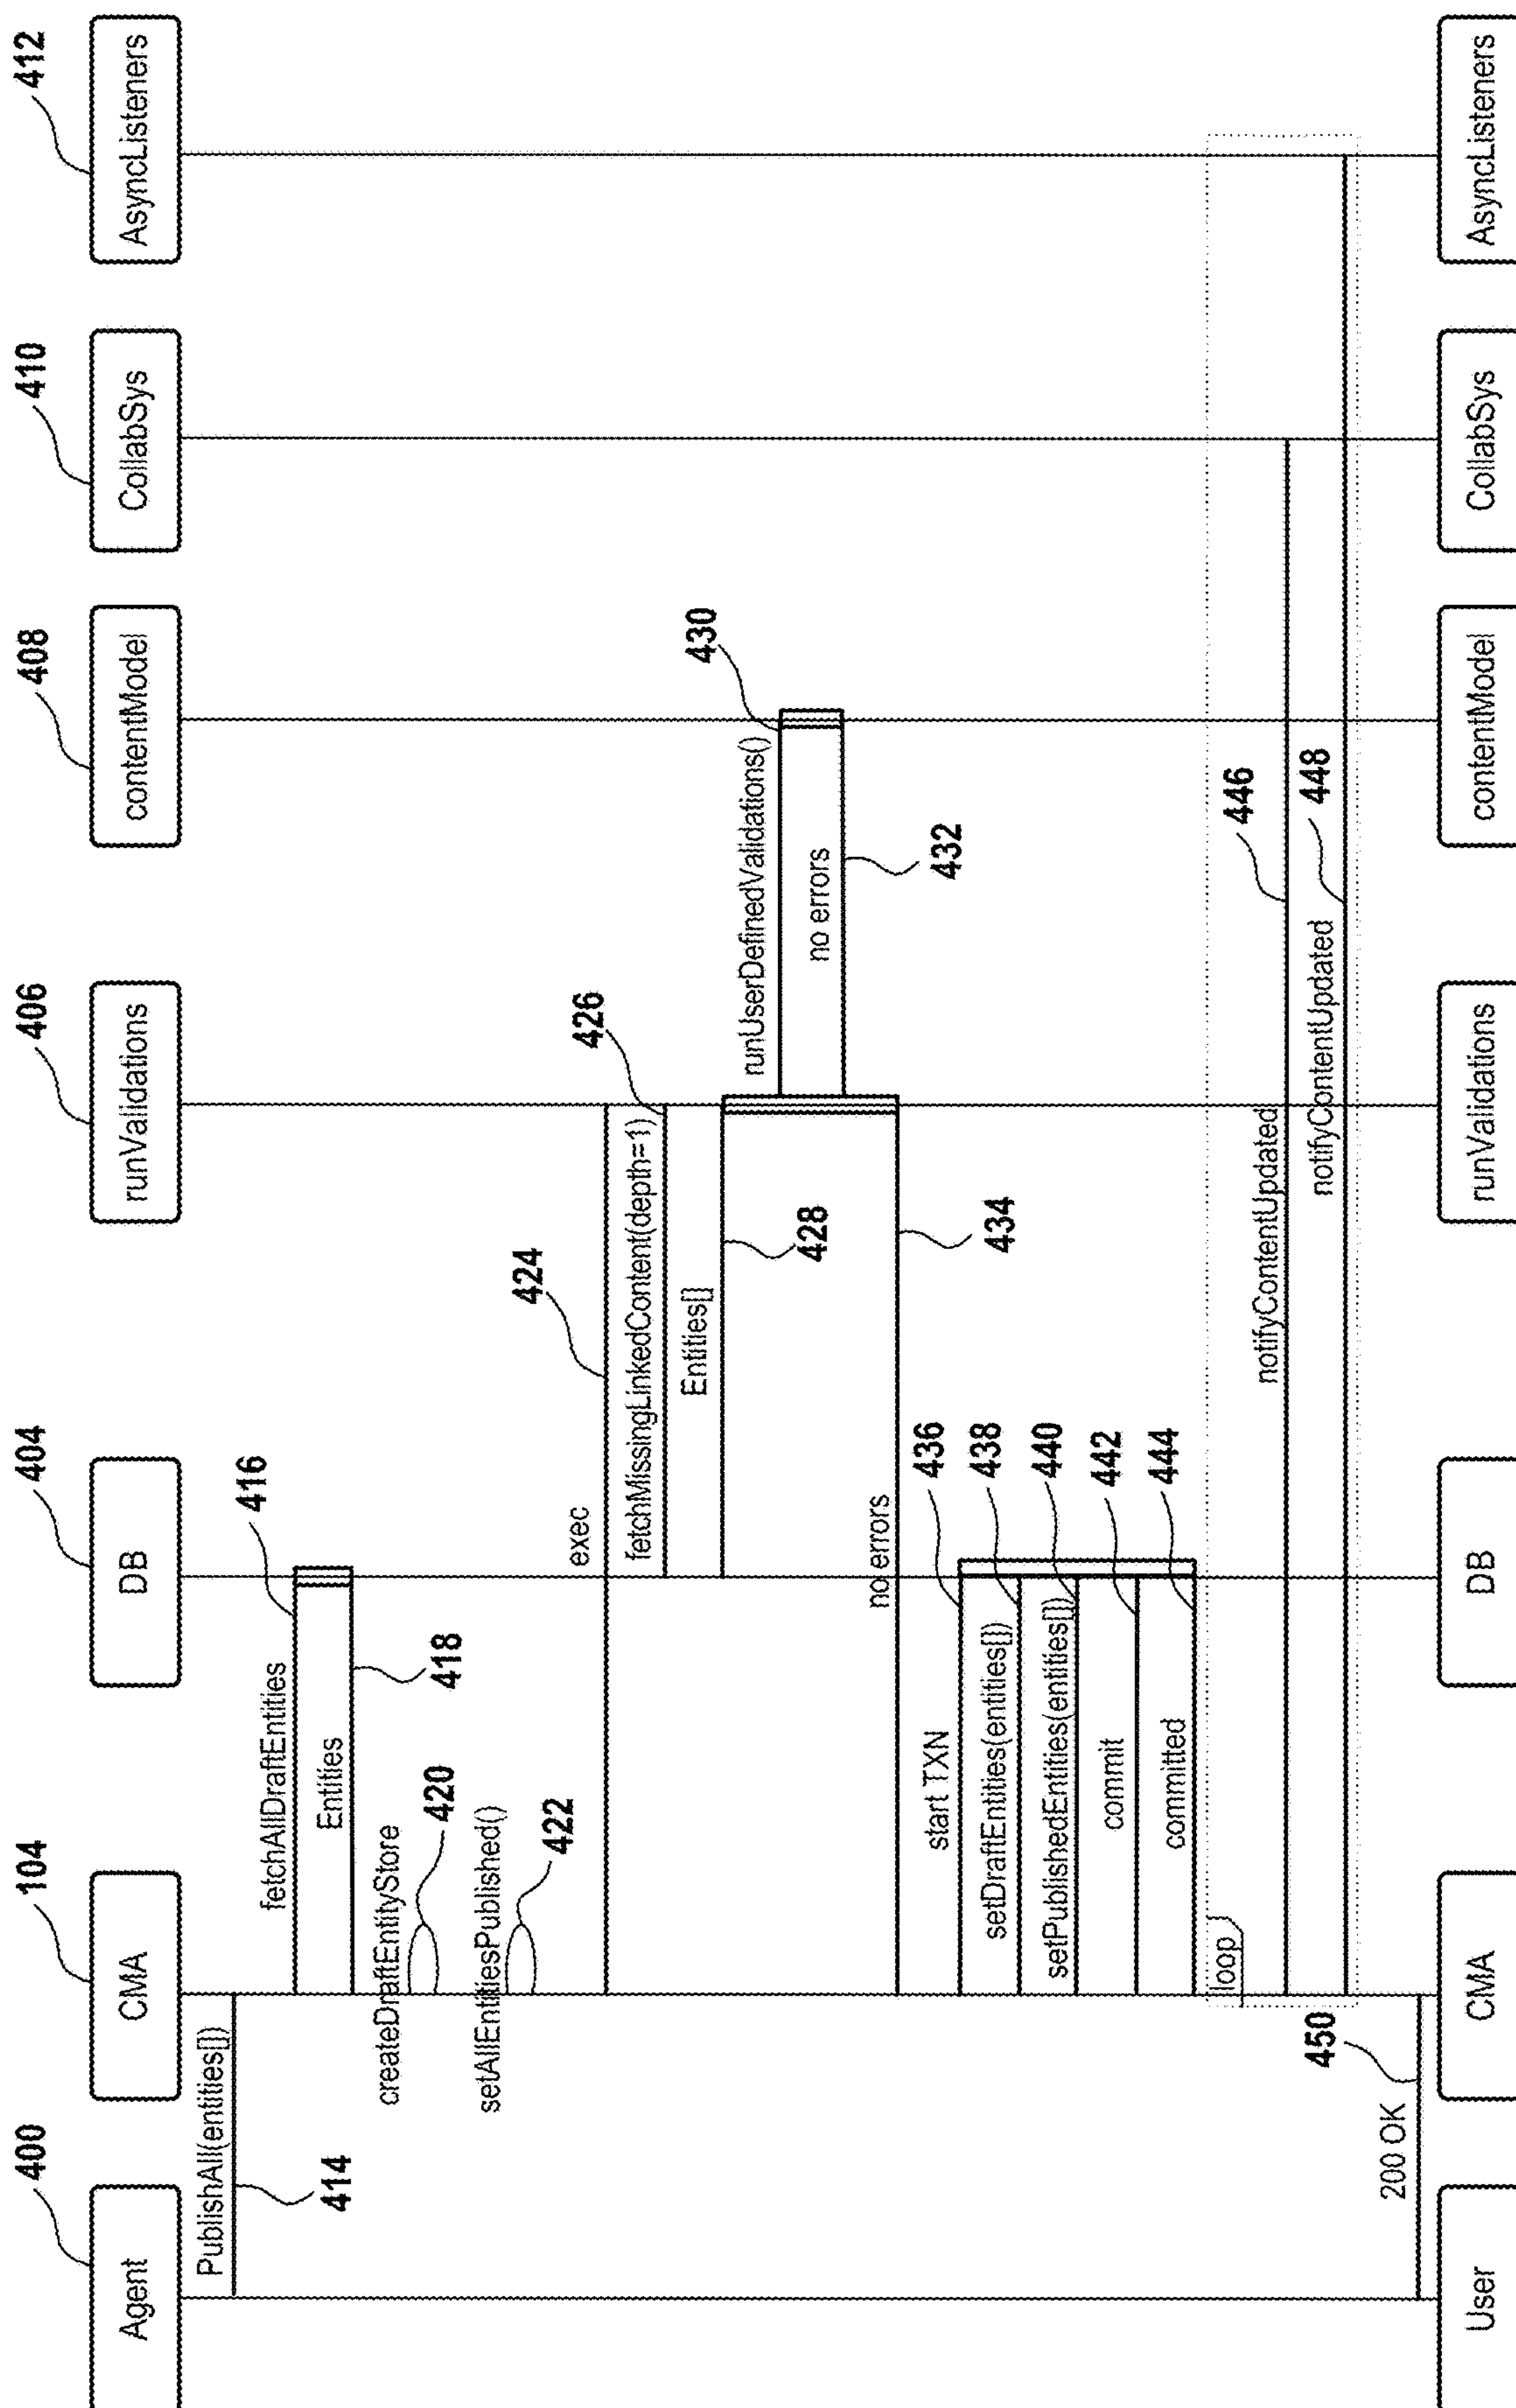 400
104
404
406
408
410
412
Agent
CMA
DB
runValidations
contentModel
CollabSys
AsyncListeners
PublishAll(entities[])
414
fetchAllDraftEntities
416
Entities
418
createDraftEntityStore
420
setAllEntitiesPublished()
422
exec
424
fetchMissingLinkedContent(depth=1)
426
Entities[]
428
runUserDefinedValidations()
430
no errors
432
no errors
434
start TXN
436
setDraftEntities(entities[])
438
setPublishedEntities(entities[])
440
commit
442
committed
444
loop
notifyContentUpdated
446
notifyContentUpdated
448
200 OK
450
User
CMA
DB
runValidations
contentModel
CollabSys
AsyncListeners